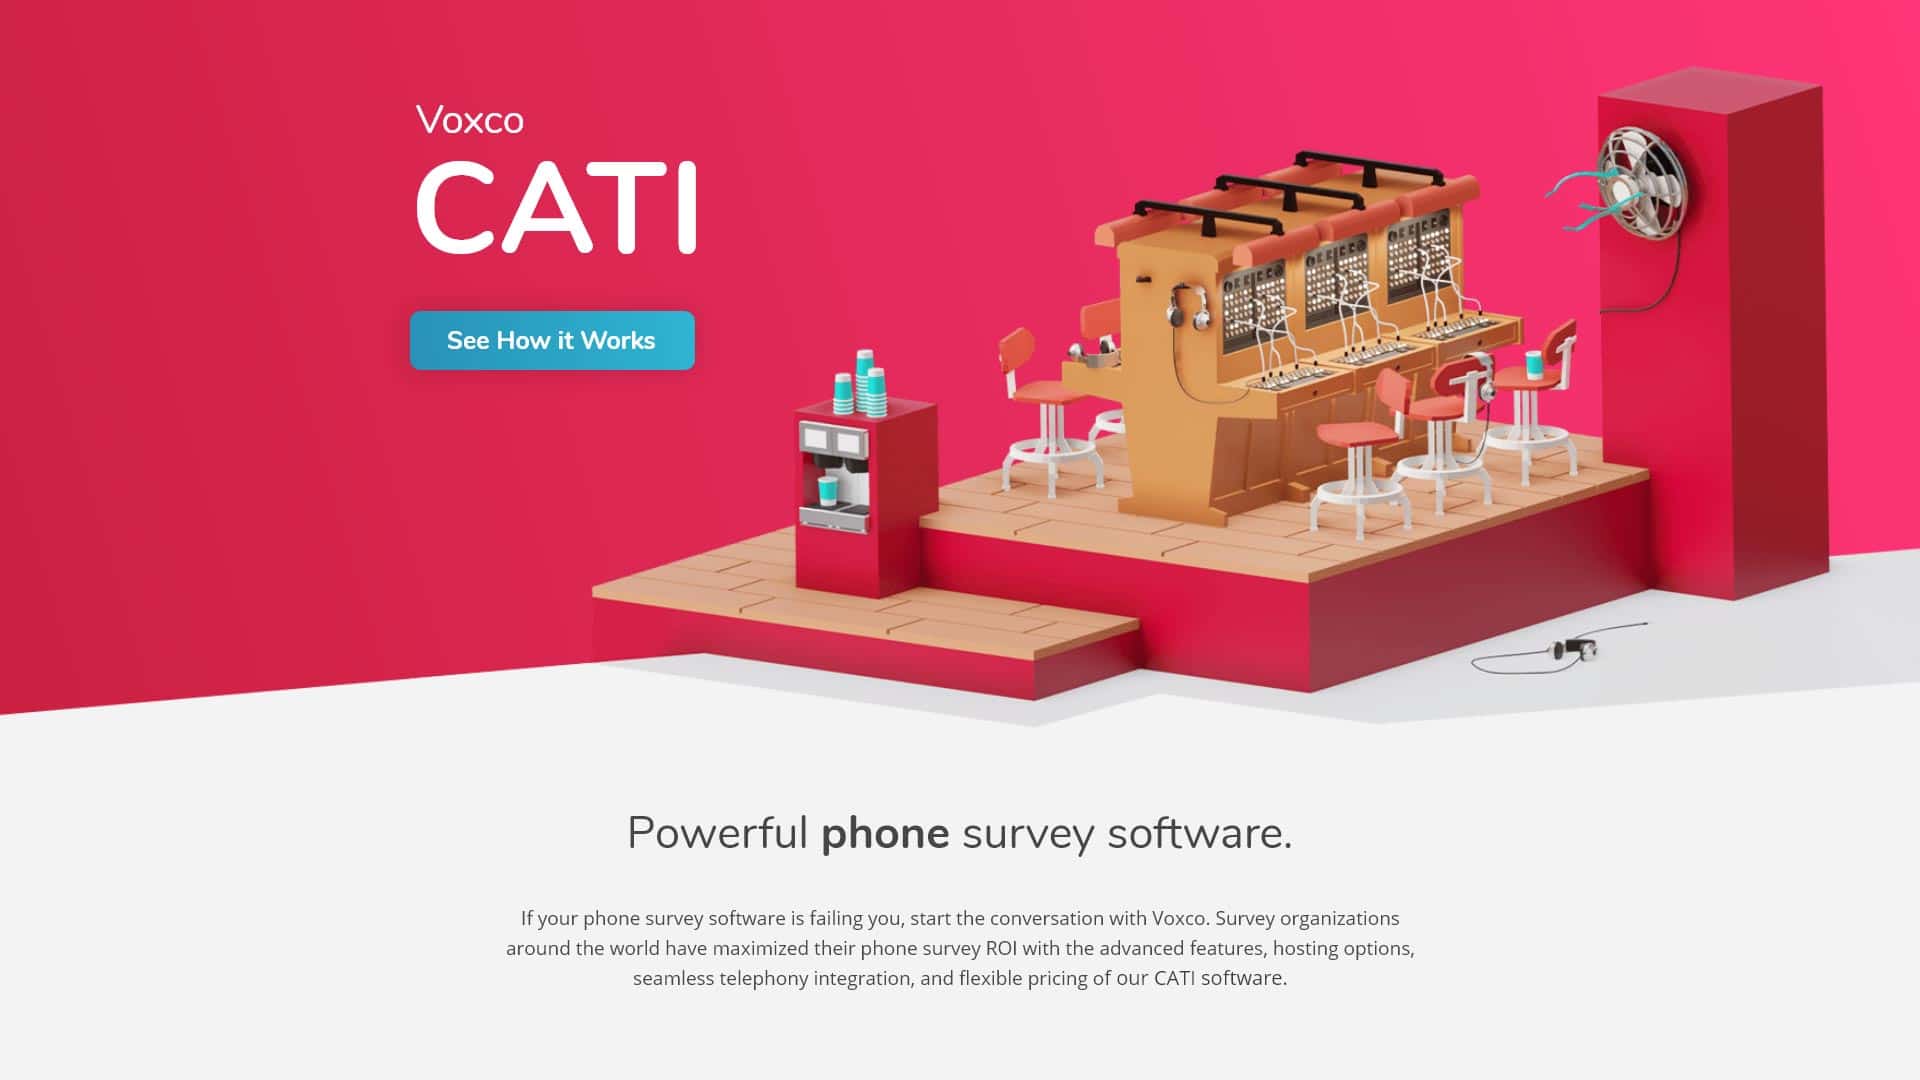 Voxco
CATI
See How it Works
Powerful phone survey software.
If your phone survey software is failing you, start the conversation with Voxco. Survey organizations
around the world have maximized their phone survey ROI with the advanced features, hosting options,
seamless telephony integration, and flexible pricing of our CATI software.